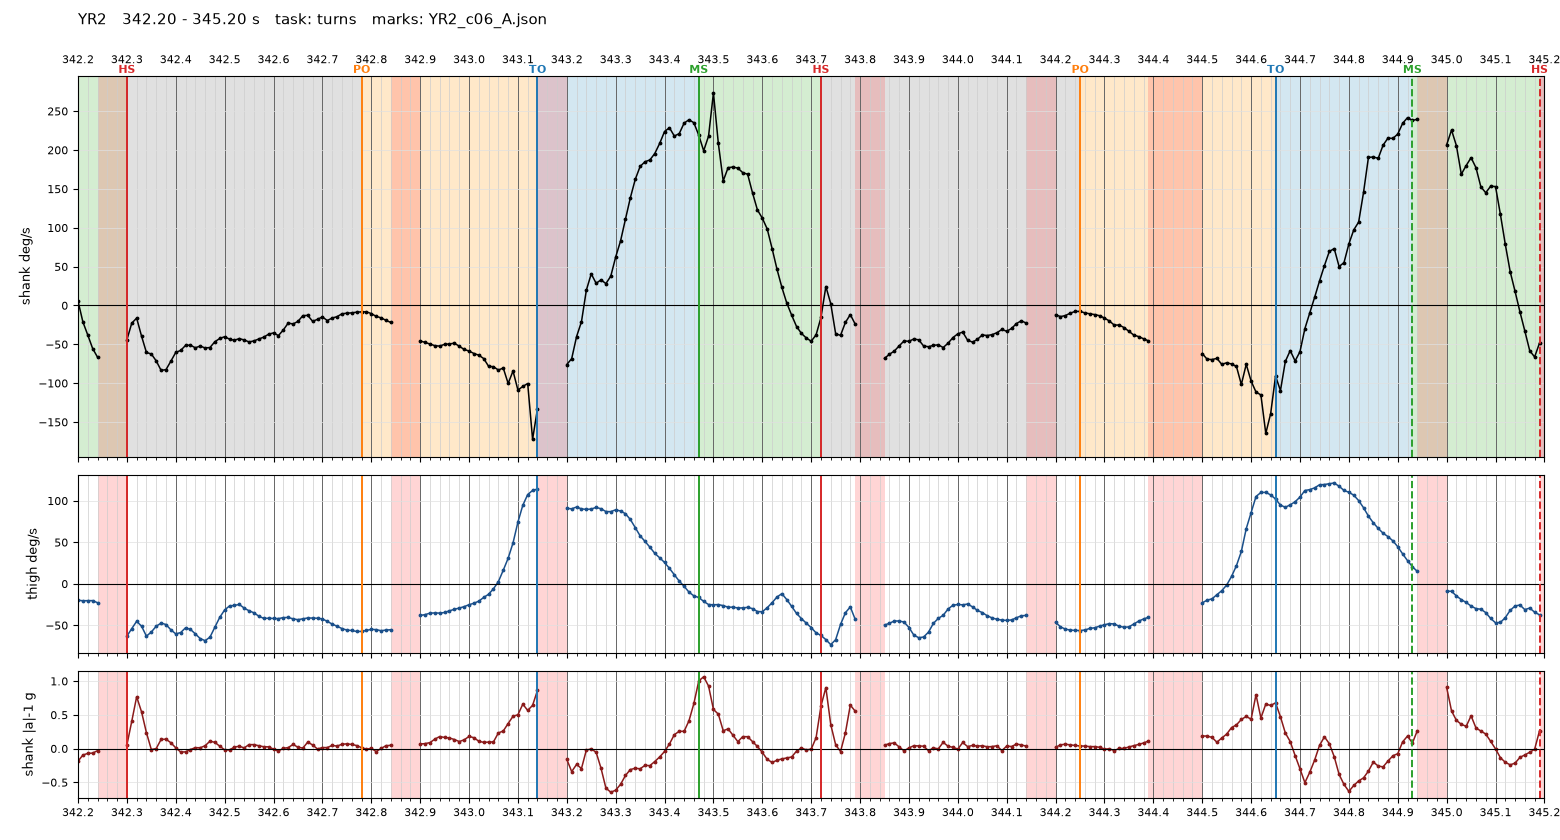 YR2 342.20 - 345.20 s task: turns marks: YR2_c06_A.json
342.2 342.3 342.4 342.5 342.6 342.7 342.8 342.9 343.0 343.1 343.2 343.3 343.4 343.5 343.6 343.7 343.8 343.9 344.0 344.1 344.2 344.3 344.4 344.5 344.6 344.7 344.8 344.9 345.0 345.1 345.2
HS PO TO MS HS PO TO MS HS
shank deg/s
250
200
150
100
50
0
−50
−100
−150
thigh deg/s
100
50
0
−50
shank |a|-1 g
1.0
0.5
0.0
−0.5
342.2 342.3 342.4 342.5 342.6 342.7 342.8 342.9 343.0 343.1 343.2 343.3 343.4 343.5 343.6 343.7 343.8 343.9 344.0 344.1 344.2 344.3 344.4 344.5 344.6 344.7 344.8 344.9 345.0 345.1 345.2